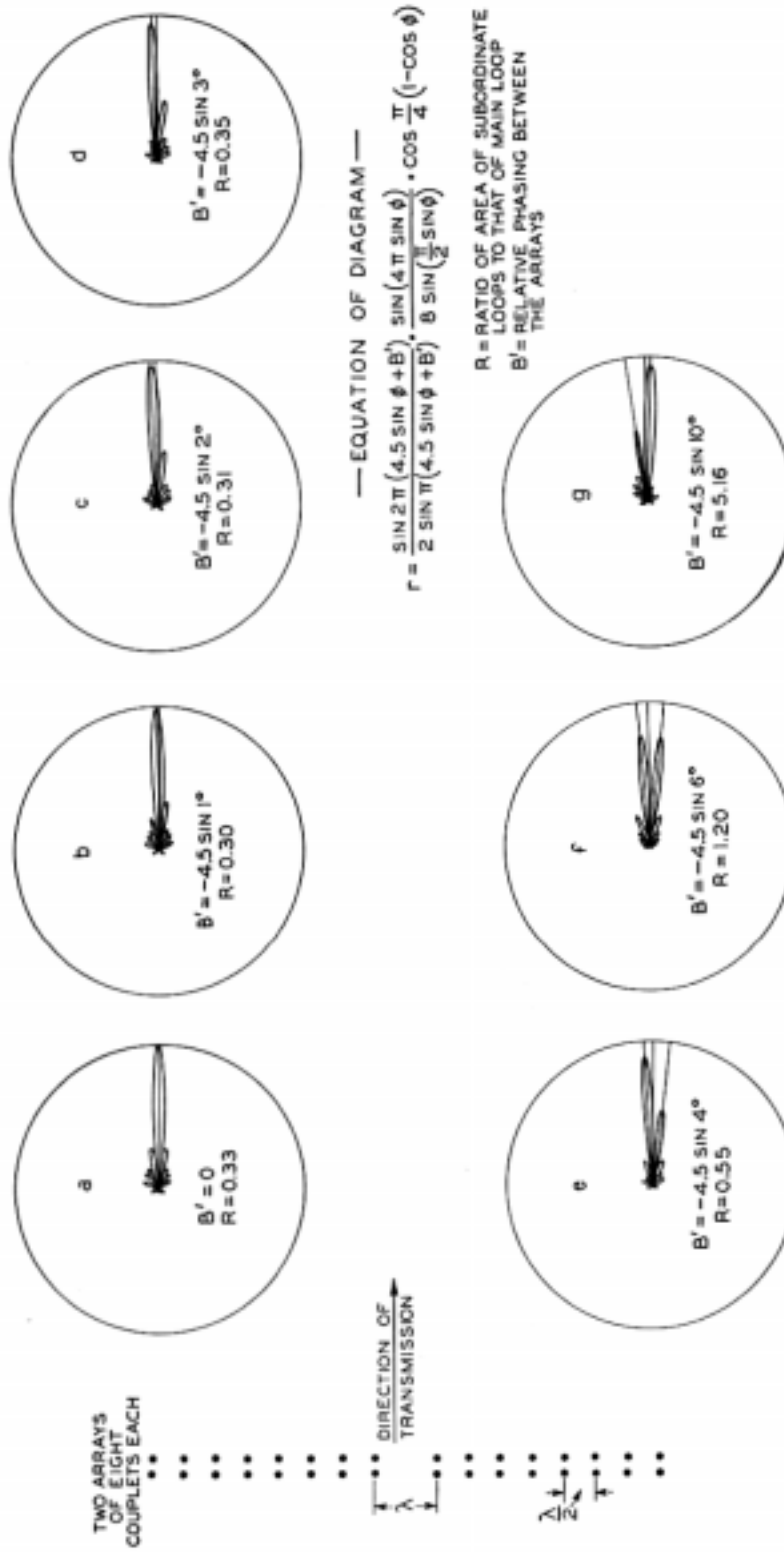 TWO ARRAYS
OF EIGHT
COUPLETS EACH
λ
λ/2
DIRECTION OF
TRANSMISSION
a
B' = 0
R=0.33
b
B' = -4.5 SIN 1°
R=0.30
c
B' = -4.5 SIN 2°
R=0.31
d
B' = -4.5 SIN 3°
R=0.35
— EQUATION OF DIAGRAM —
r = SIN 2π(4.5 SIN ϕ + B') / 2 SIN π(4.5 SIN ϕ + B') · SIN(4π SIN ϕ) / 8 SIN(π/2 SIN ϕ) · COS π/4 (1-COS ϕ)
R = RATIO OF AREA OF SUBORDINATE
LOOPS TO THAT OF MAIN LOOP
B' = RELATIVE PHASING BETWEEN
THE ARRAYS
e
B' = -4.5 SIN 4°
R=0.55
f
B' = -4.5 SIN 6°
R = 1.20
g
B' = -4.5 SIN 10°
R=5.16